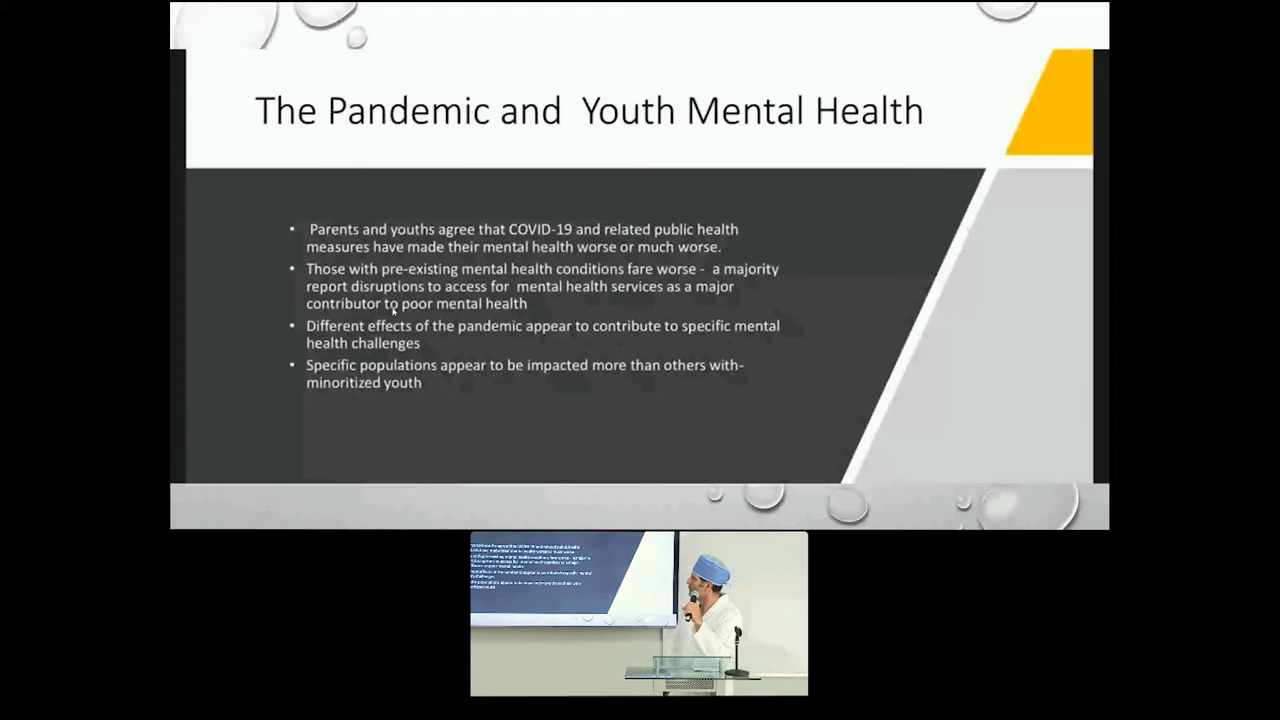 The Pandemic and Youth Mental Health
• Parents and youths agree that COVID-19 and related public health
measures have made their mental health worse or much worse.
• Those with pre-existing mental health conditions fare worse - a majority
report disruptions to access for mental health services as a major
contributor to poor mental health
• Different effects of the pandemic appear to contribute to specific mental
health challenges
• Specific populations appear to be impacted more than others with-
minoritized youth